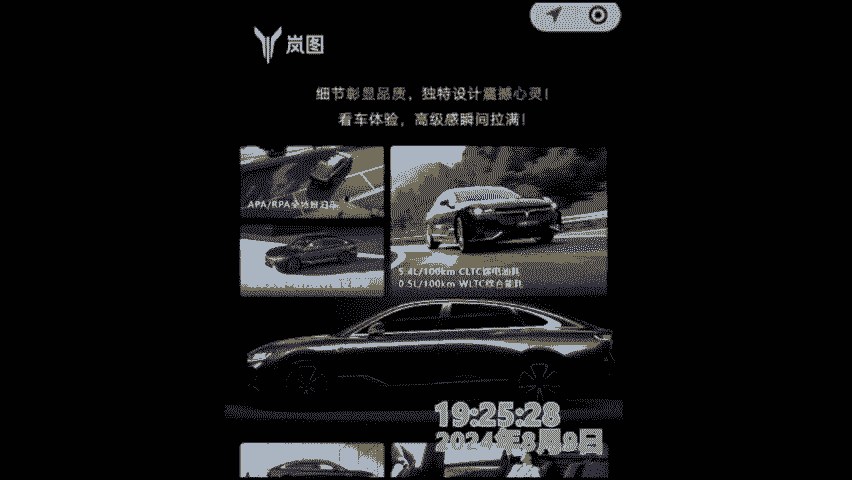 岚图
细节彰显品质，独特设计震撼心灵！
看车体验，高级感瞬间拉满！
APA/RPA全场景泊车
5.4L/100km CLTC馈电油耗
0.5L/100km WLTC综合能耗
19:25:28
2024年8月9日